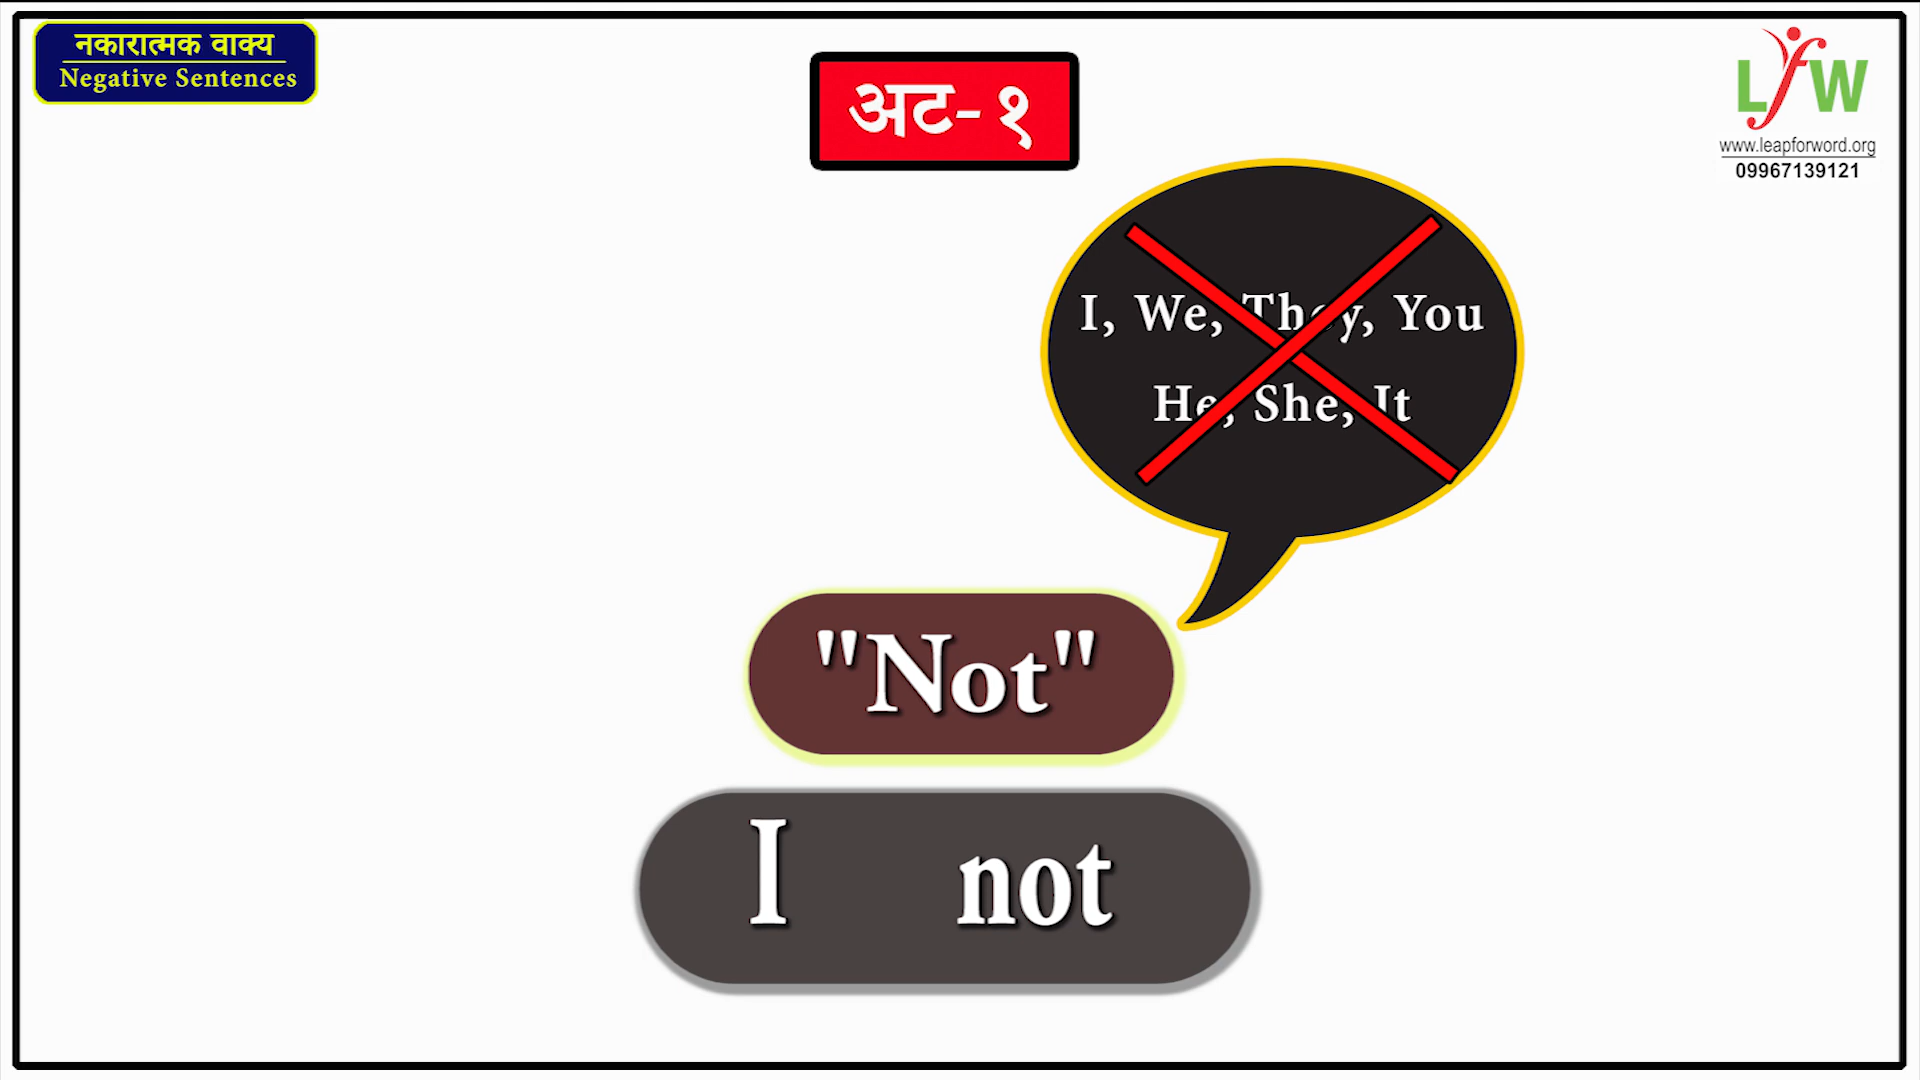 नकारात्मक वाक्य
Negative Sentences
अट- १
LfW
www.leapforword.org
09967139121
I, We, They, You
He, She, It
"Not"
I not